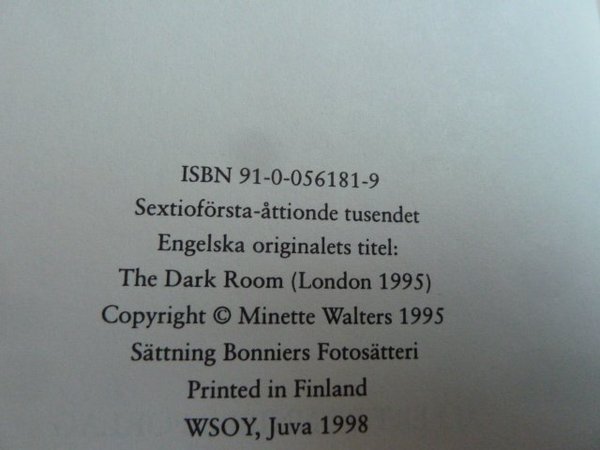 ISBN 91-0-056181-9
Sextioförsta-åttionde tusendet
Engelska originalets titel:
The Dark Room (London 1995)
Copyright © Minette Walters 1995
Sättning Bonniers Fotosätteri
Printed in Finland
WSOY, Juva 1998